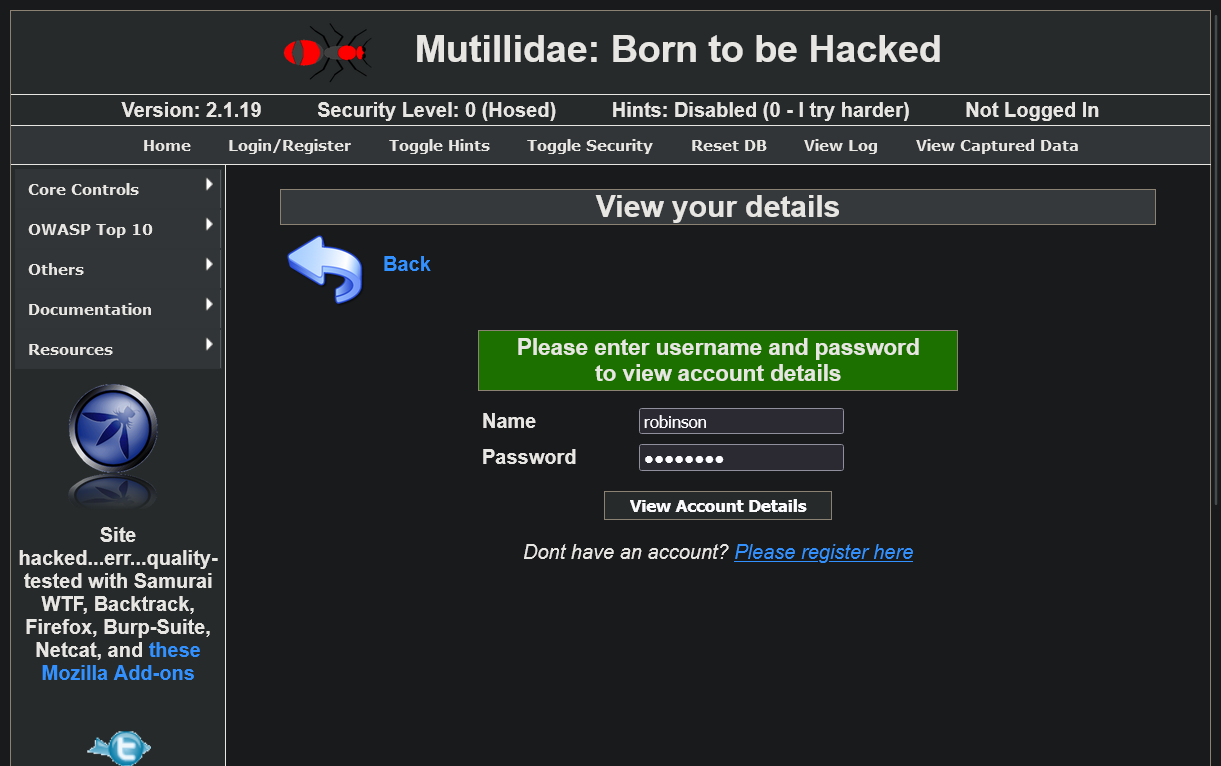 Mutillidae: Born to be Hacked
Version: 2.1.19 Security Level: 0 (Hosed) Hints: Disabled (0 - I try harder) Not Logged In
Home Login/Register Toggle Hints Toggle Security Reset DB View Log View Captured Data
Core Controls
OWASP Top 10
Others
Documentation
Resources
Site
hacked...err...quality-
tested with Samurai
WTF, Backtrack,
Firefox, Burp-Suite,
Netcat, and these
Mozilla Add-ons
View your details
Back
Please enter username and password
to view account details
Name robinson
Password ●●●●●●●●
View Account Details
Dont have an account? Please register here